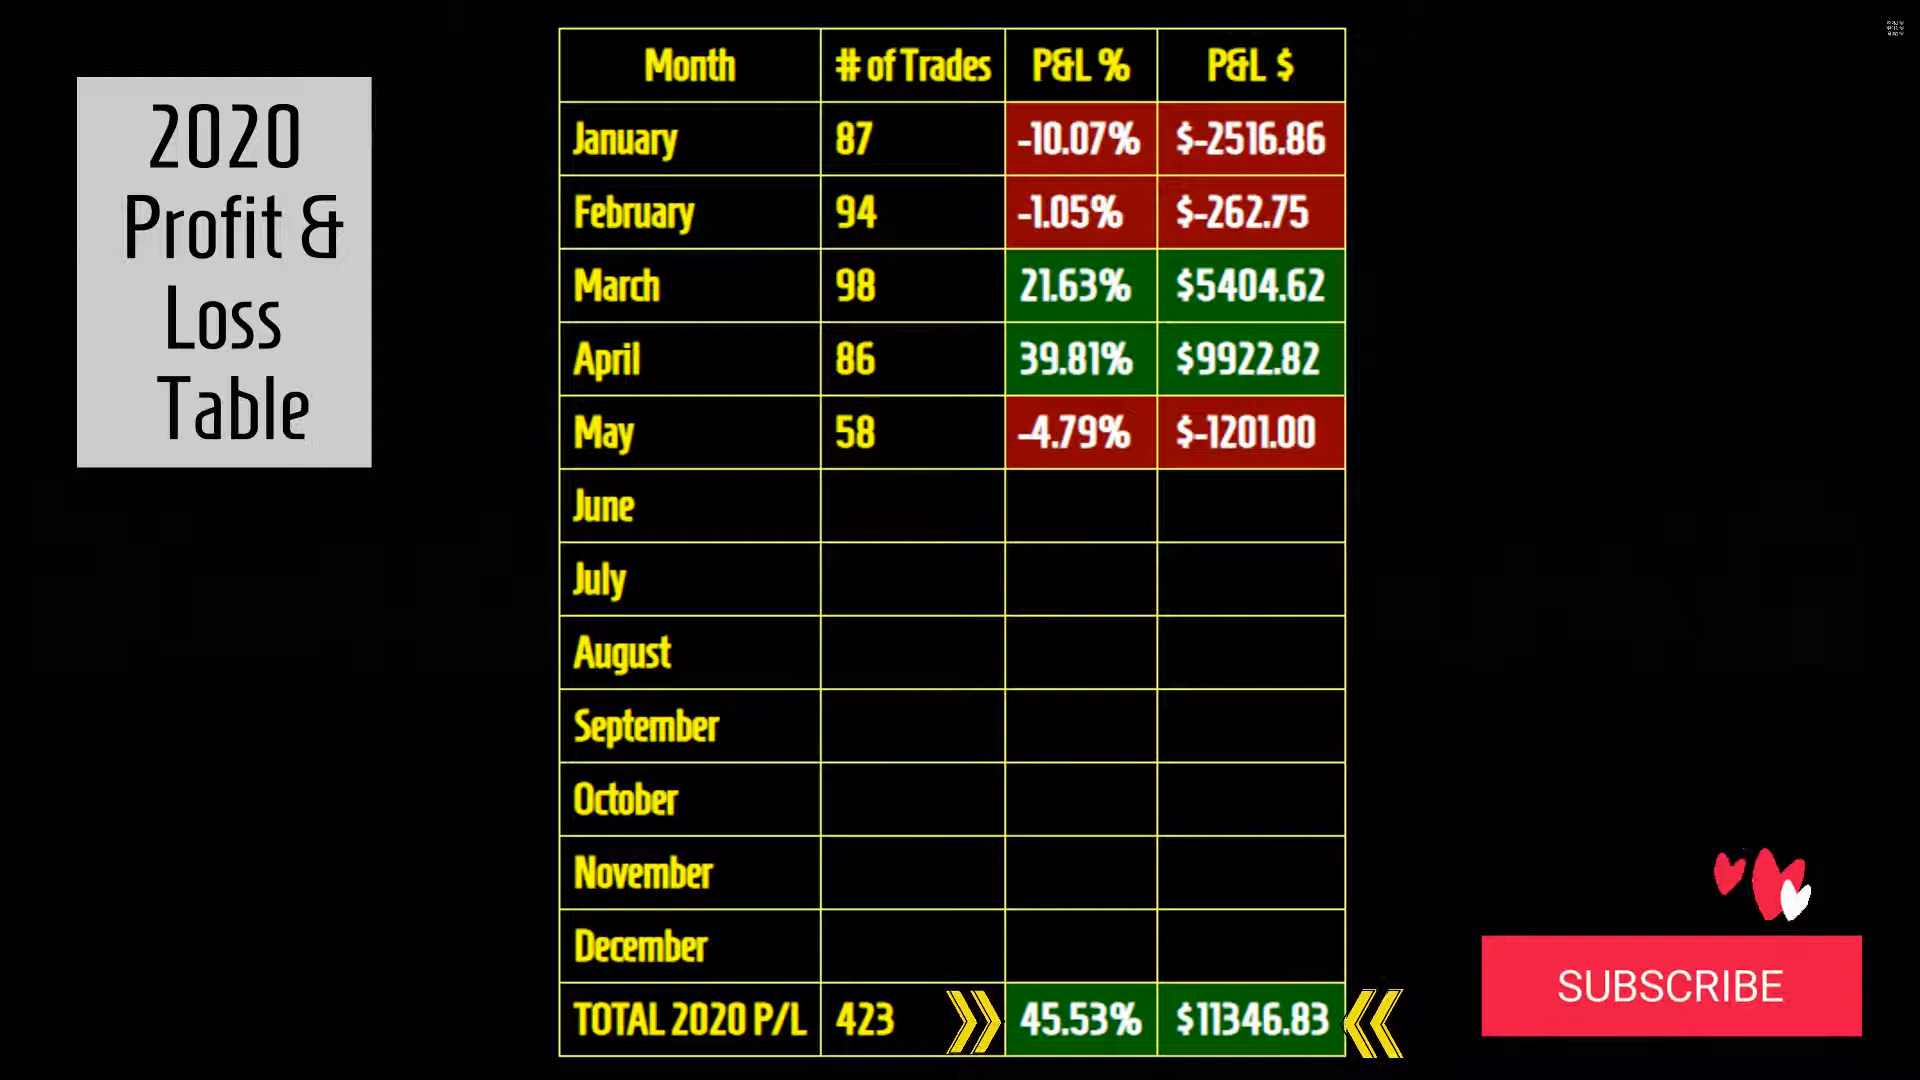 2020
Profit &
Loss
Table
Month # of Trades P&L % P&L $
January 87 -10.07% $-2516.86
February 94 -1.05% $-262.75
March 98 21.63% $5404.62
April 86 39.81% $9922.82
May 58 -4.79% $-1201.00
June
July
August
September
October
November
December
TOTAL 2020 P/L 423 45.53% $11346.83
SUBSCRIBE